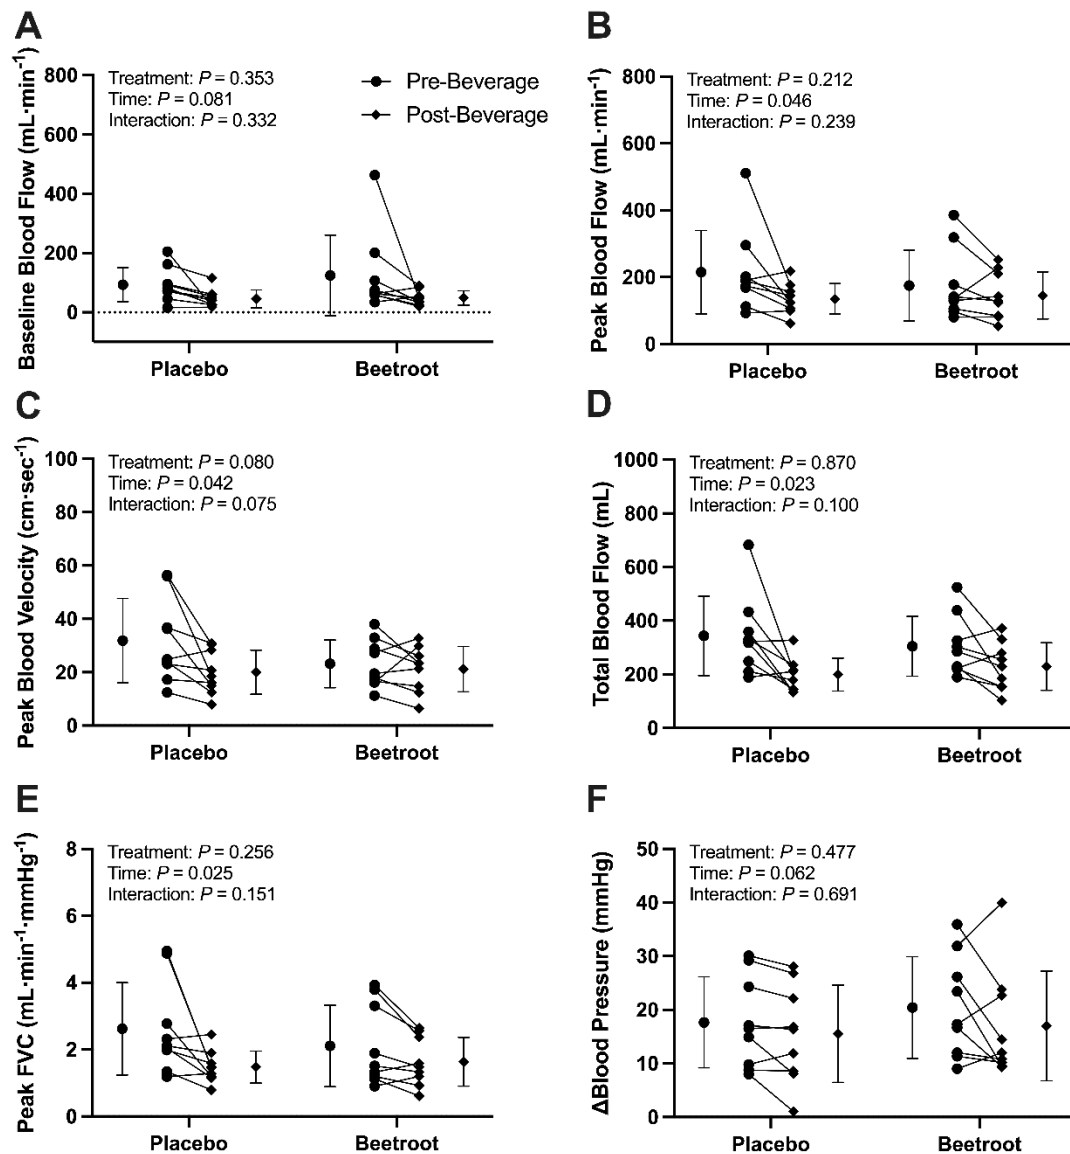 A
Baseline Blood Flow (mL·min⁻¹)
800
600
400
200
0
Treatment: P = 0.353
Time: P = 0.081
Interaction: P = 0.332
Pre-Beverage
Post-Beverage
Placebo
Beetroot
B
Peak Blood Flow (mL·min⁻¹)
800
600
400
200
0
Treatment: P = 0.212
Time: P = 0.046
Interaction: P = 0.239
Placebo
Beetroot
C
Peak Blood Velocity (cm·sec⁻¹)
100
80
60
40
20
0
Treatment: P = 0.080
Time: P = 0.042
Interaction: P = 0.075
Placebo
Beetroot
D
Total Blood Flow (mL)
1000
800
600
400
200
0
Treatment: P = 0.870
Time: P = 0.023
Interaction: P = 0.100
Placebo
Beetroot
E
Peak FVC (mL·min⁻¹·mmHg⁻¹)
8
6
4
2
0
Treatment: P = 0.256
Time: P = 0.025
Interaction: P = 0.151
Placebo
Beetroot
F
ΔBlood Pressure (mmHg)
50
40
30
20
10
0
Treatment: P = 0.477
Time: P = 0.062
Interaction: P = 0.691
Placebo
Beetroot